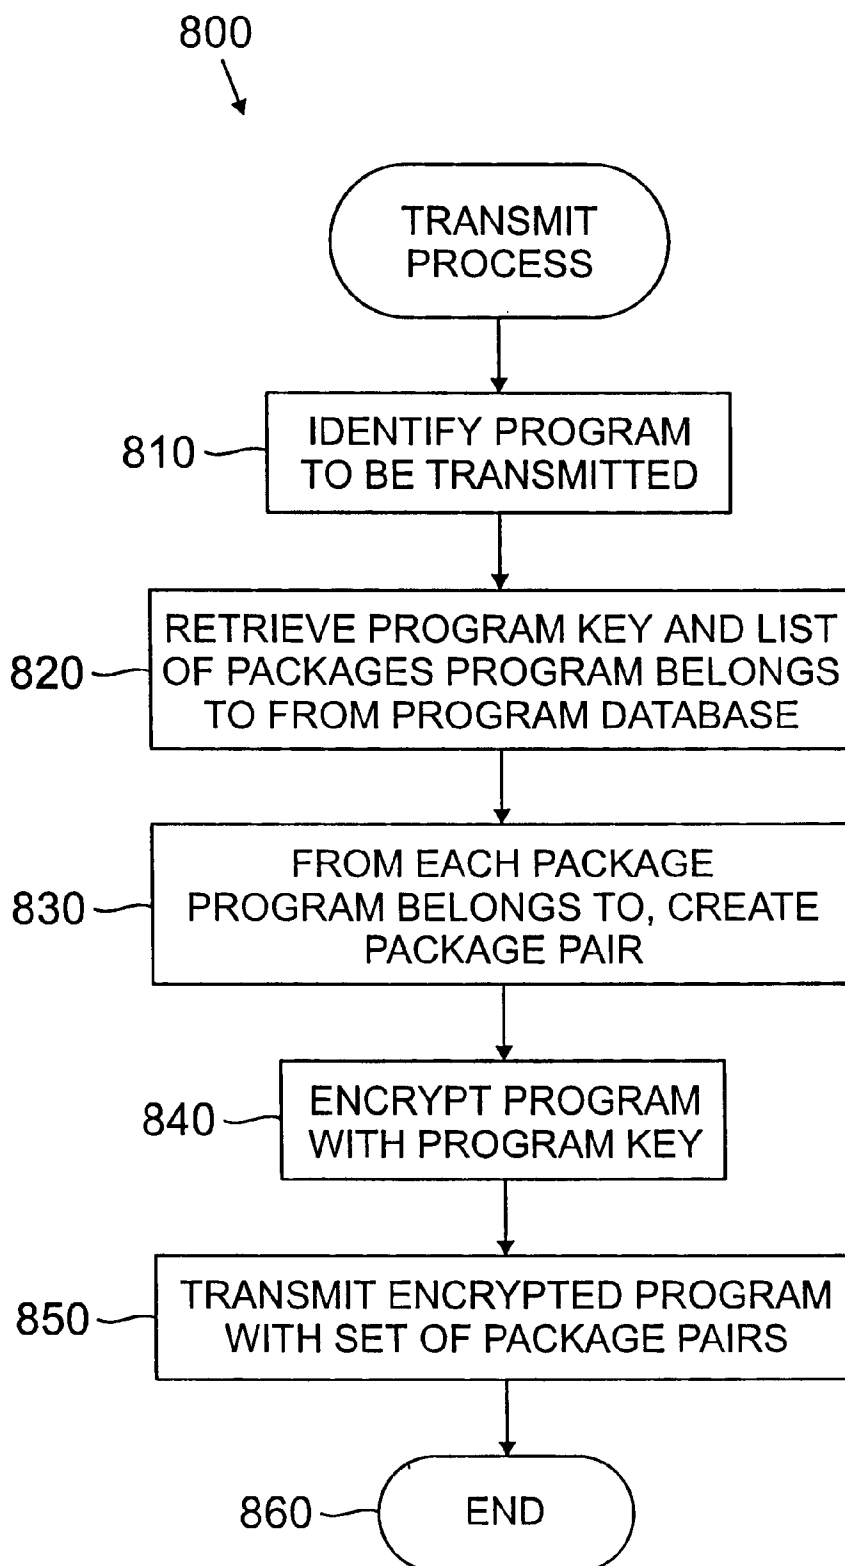 800
TRANSMIT
PROCESS
810
IDENTIFY PROGRAM
TO BE TRANSMITTED
820
RETRIEVE PROGRAM KEY AND LIST
OF PACKAGES PROGRAM BELONGS
TO FROM PROGRAM DATABASE
830
FROM EACH PACKAGE
PROGRAM BELONGS TO, CREATE
PACKAGE PAIR
840
ENCRYPT PROGRAM
WITH PROGRAM KEY
850
TRANSMIT ENCRYPTED PROGRAM
WITH SET OF PACKAGE PAIRS
860
END